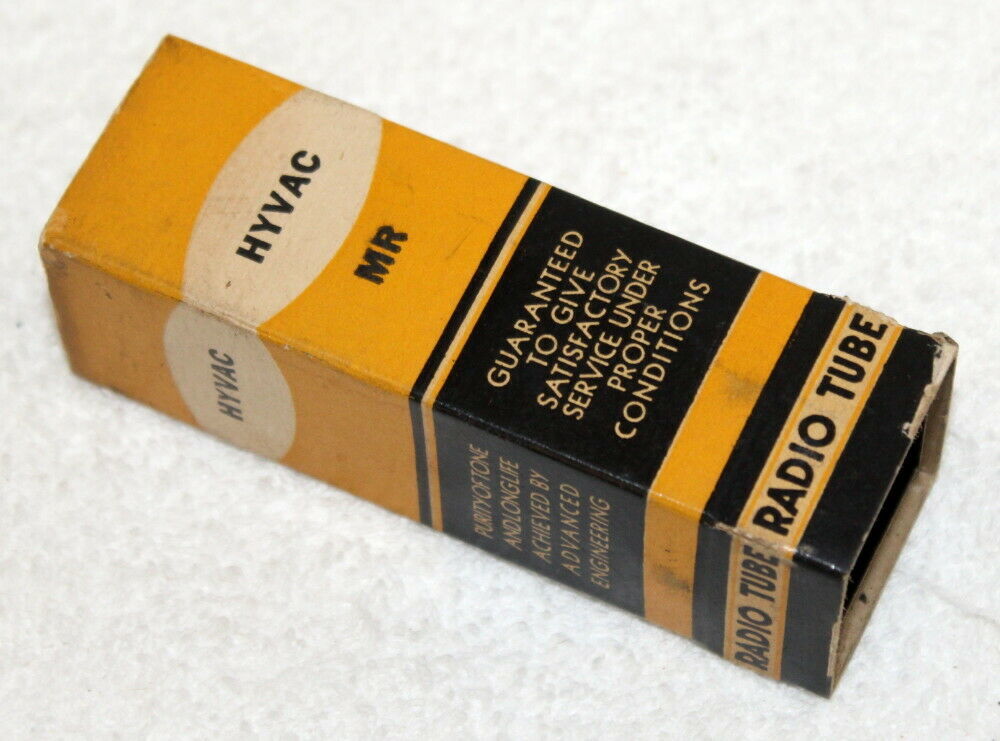 HYVAC
MR
GUARANTEED
TO GIVE
SATISFACTORY
SERVICE UNDER
PROPER
CONDITIONS
RADIO TUBE
HYVAC
PURITY OF TONE
AND LONG LIFE
ACHIEVED BY
ADVANCED
ENGINEERING
RADIO TUBE